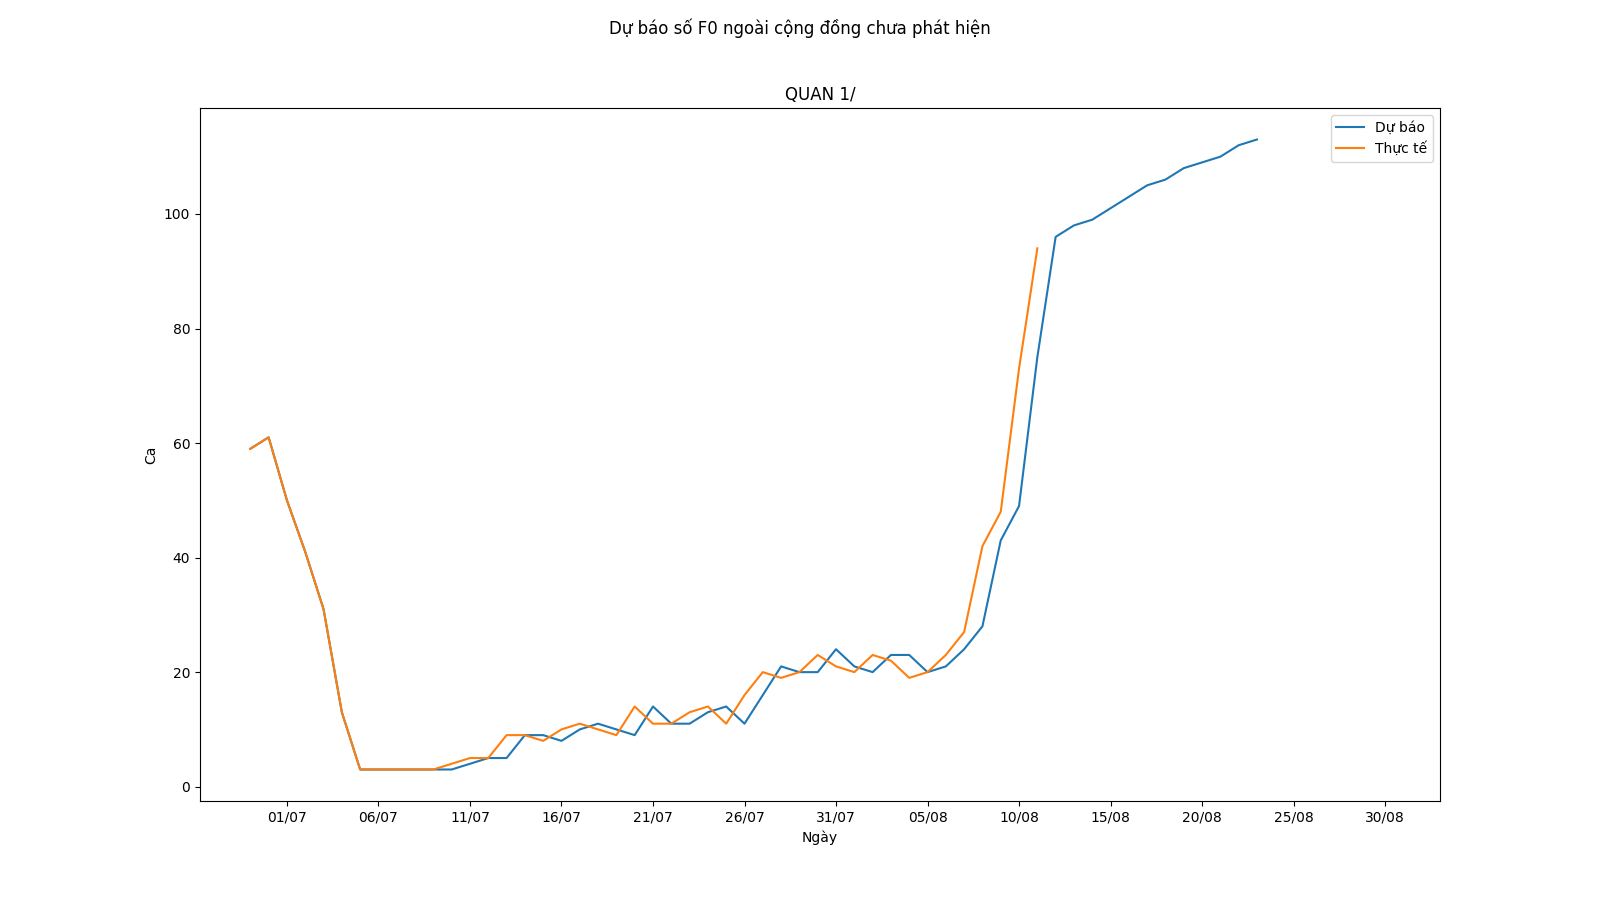 Dự báo số F0 ngoài cộng đồng chưa phát hiện
QUAN 1/
Dự báo
Thực tế
100
80
60
40
20
0
Ca
01/07 06/07 11/07 16/07 21/07 26/07 31/07 05/08 10/08 15/08 20/08 25/08 30/08
Ngày